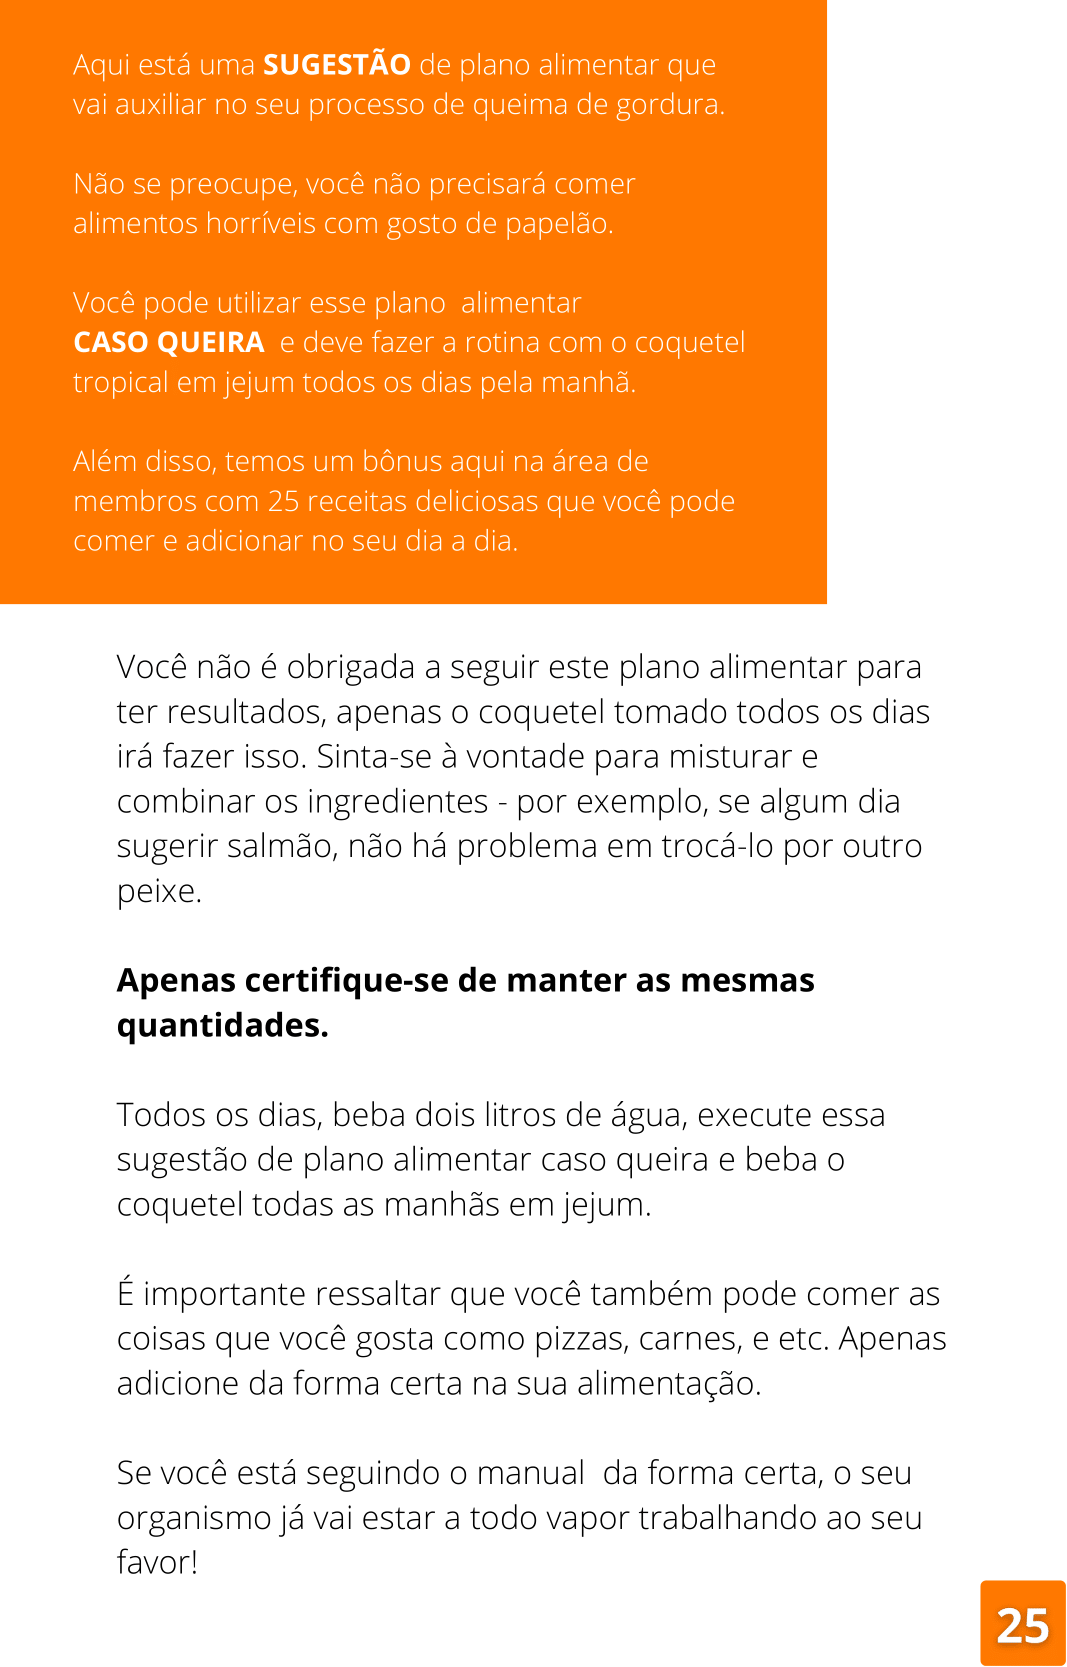 Aqui está uma SUGESTÃO de plano alimentar que
vai auxiliar no seu processo de queima de gordura.
Não se preocupe, você não precisará comer
alimentos horríveis com gosto de papelão.
Você pode utilizar esse plano  alimentar
CASO QUEIRA  e deve fazer a rotina com o coquetel
tropical em jejum todos os dias pela manhã.
Além disso, temos um bônus aqui na área de
membros com 25 receitas deliciosas que você pode
comer e adicionar no seu dia a dia.
Você não é obrigada a seguir este plano alimentar para
ter resultados, apenas o coquetel tomado todos os dias
irá fazer isso. Sinta-se à vontade para misturar e
combinar os ingredientes - por exemplo, se algum dia
sugerir salmão, não há problema em trocá-lo por outro
peixe.
Apenas certifique-se de manter as mesmas
quantidades.
Todos os dias, beba dois litros de água, execute essa
sugestão de plano alimentar caso queira e beba o
coquetel todas as manhãs em jejum.
É importante ressaltar que você também pode comer as
coisas que você gosta como pizzas, carnes, e etc. Apenas
adicione da forma certa na sua alimentação.
Se você está seguindo o manual  da forma certa, o seu
organismo já vai estar a todo vapor trabalhando ao seu
favor!
25